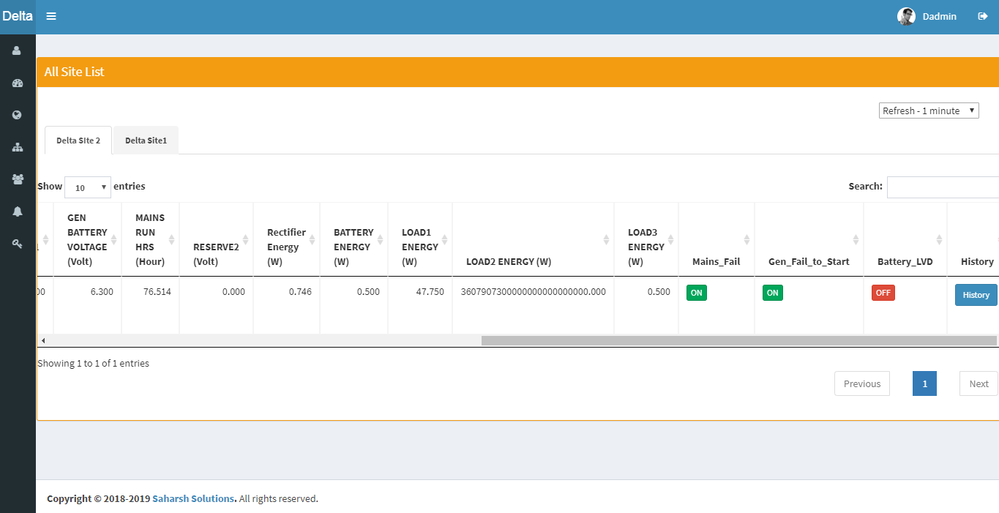 Delta
Dadmin
All Site List
Refresh - 1 minute
Delta SIte 2 Delta Site1
Show 10 entries
Search:
GEN BATTERY VOLTAGE (Volt)
MAINS RUN HRS (Hour)
RESERVE2 (Volt)
Rectifier Energy (W)
BATTERY ENERGY (W)
LOAD1 ENERGY (W)
LOAD2 ENERGY (W)
LOAD3 ENERGY (W)
Mains_Fail
Gen_Fail_to_Start
Battery_LVD
History
00 6.300 76.514 0.000 0.746 0.500 47.750 36079073000000000000000000.000 0.500 ON ON OFF History
Showing 1 to 1 of 1 entries
Previous 1 Next
Copyright © 2018-2019 Saharsh Solutions. All rights reserved.